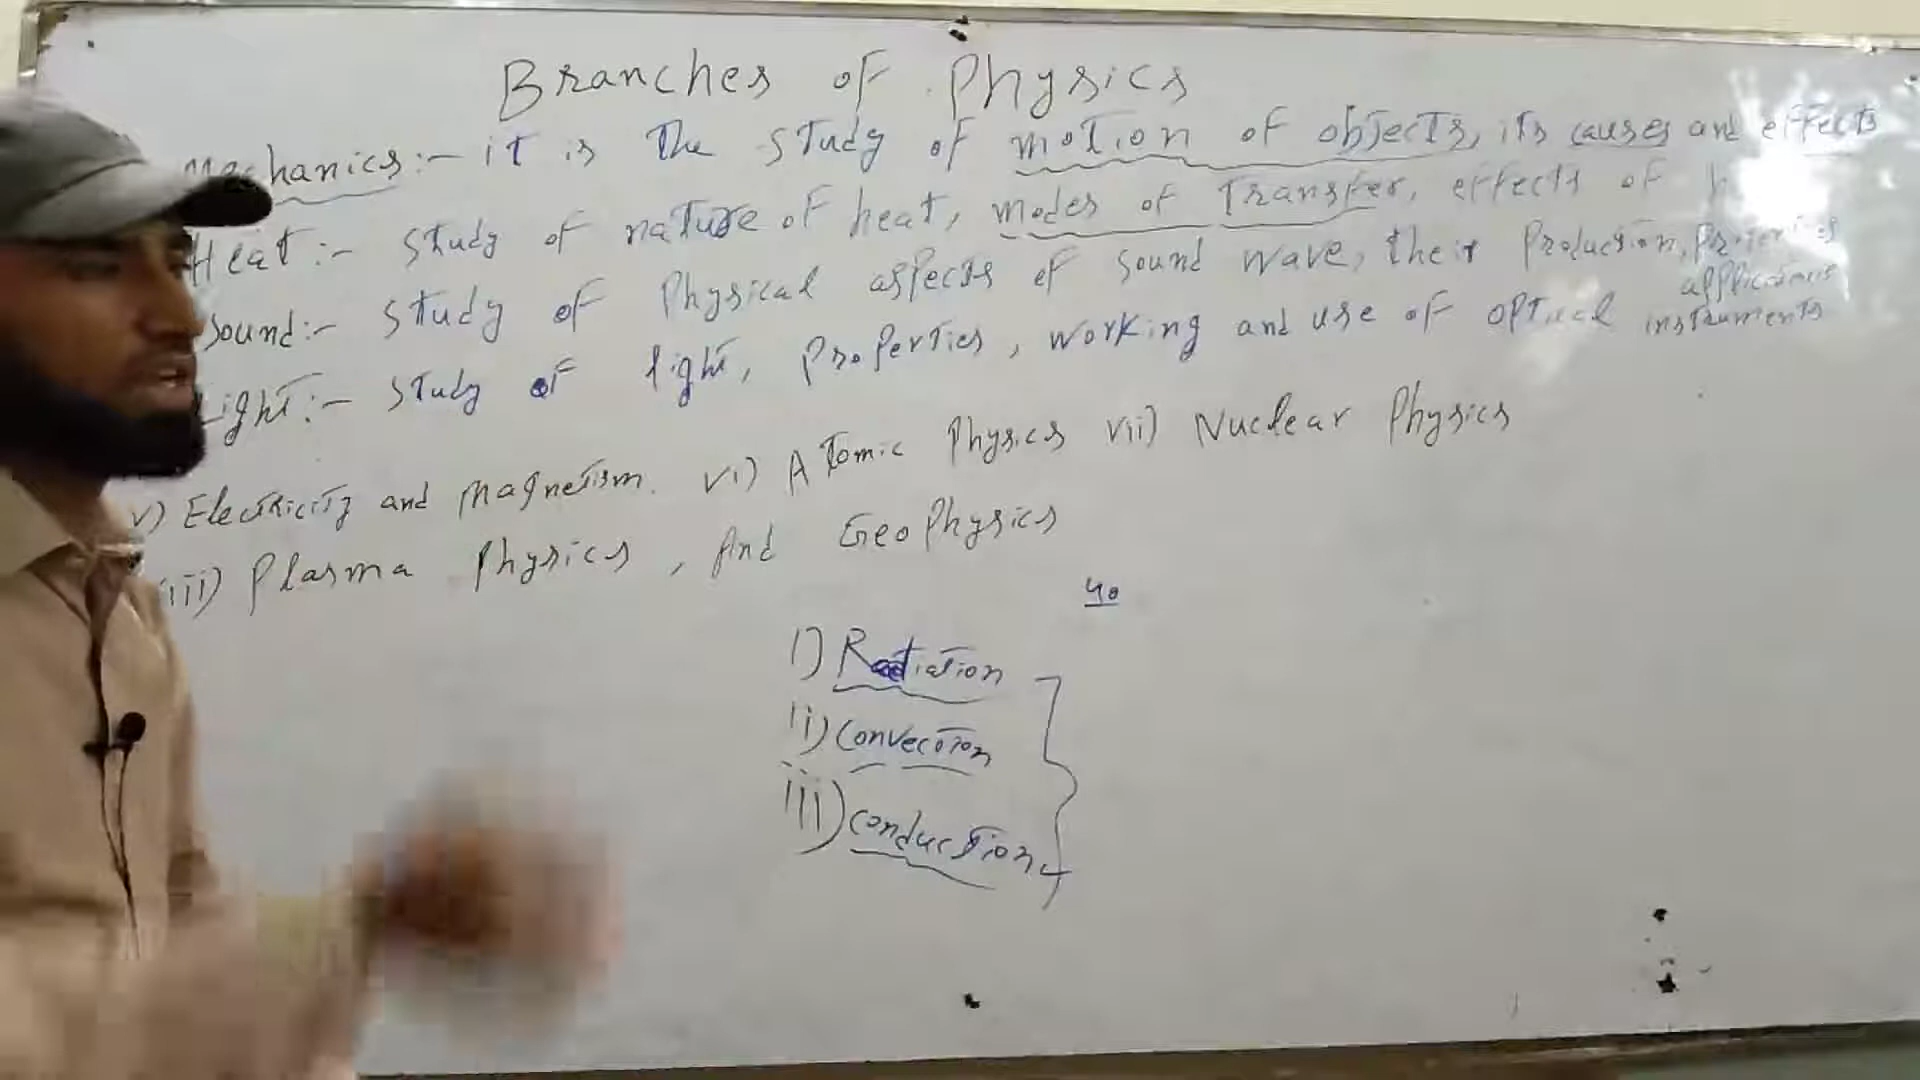 Branches of Physics
Mechanics:- it is the study of motion of objects, its causes and effects
Heat:- study of nature of heat, modes of Transfer, effects of
Sound:- study of Physical aspects of sound wave, their Production, Properties applications
Light:- study of light, Properties, working and use of optical instruments
v) Electricity and Magnetism. vi) Atomic Physics vii) Nuclear Physics
iii) Plasma Physics, And GeoPhysics
40
i) Radiation
ii) Convection
iii) conduction